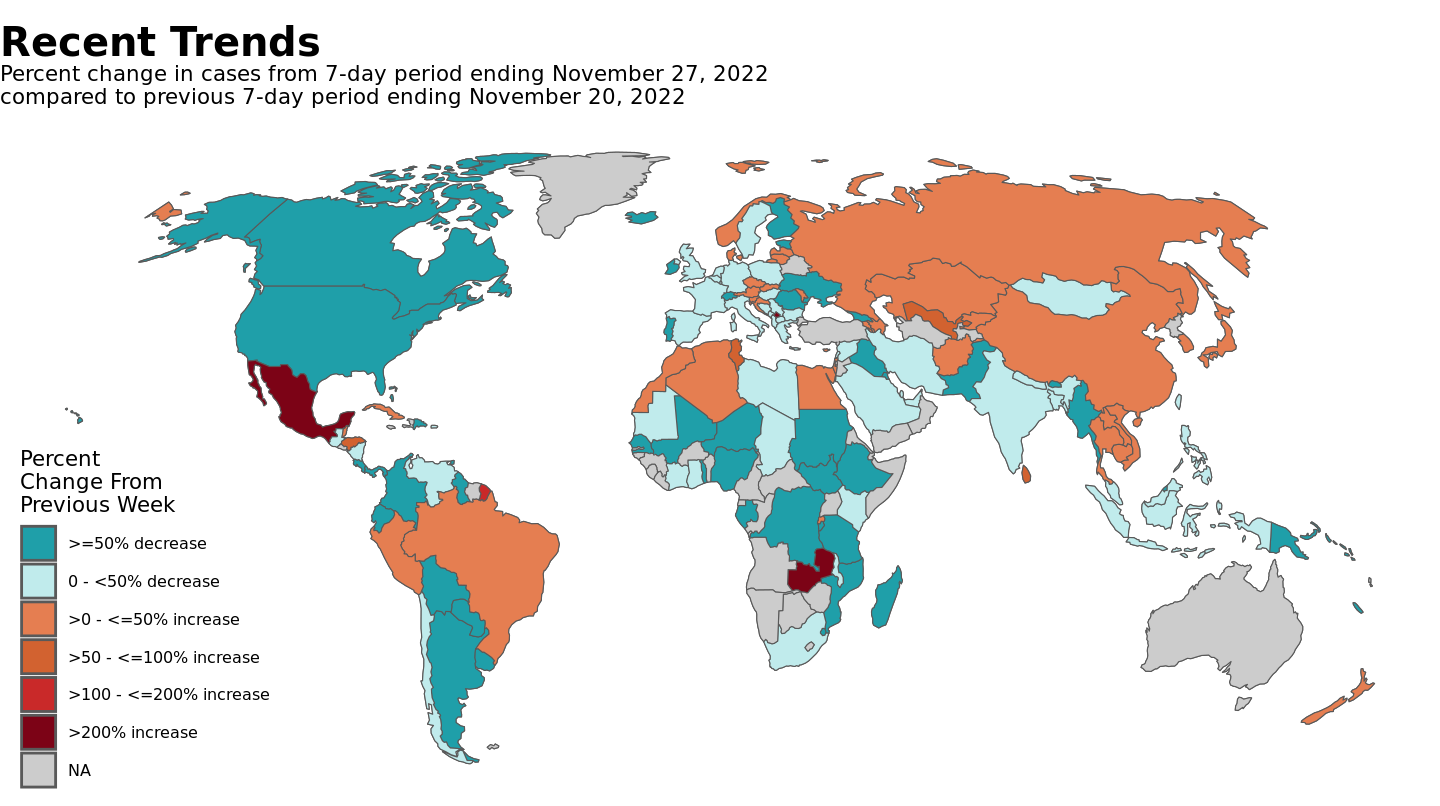 Recent Trends
Percent change in cases from 7-day period ending November 27, 2022
compared to previous 7-day period ending November 20, 2022
Percent
Change From
Previous Week
>=50% decrease
0 - <50% decrease
>0 - <=50% increase
>50 - <=100% increase
>100 - <=200% increase
>200% increase
NA